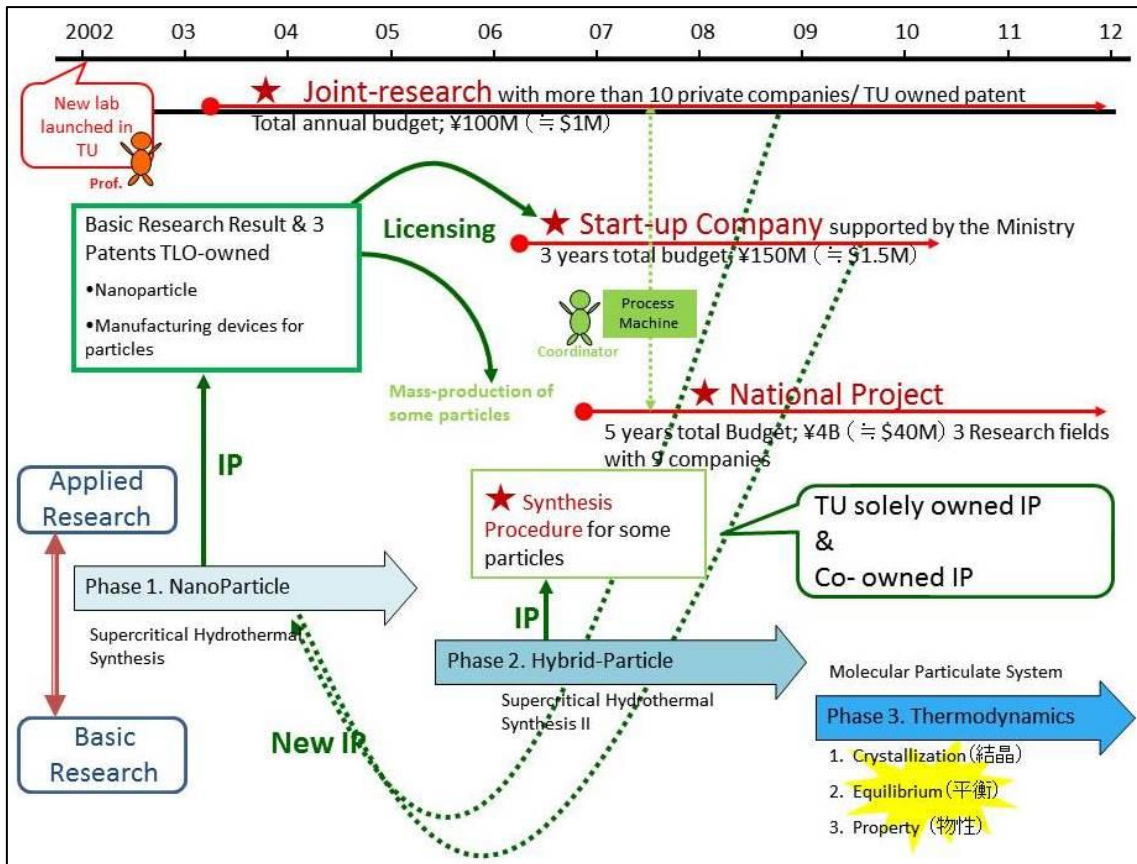 2002 03 04 05 06 07 08 09 10 11 12
New lab
launched in
TU
Prof.
★ Joint-research with more than 10 private companies/ TU owned patent
Total annual budget; ¥100M (≒ $1M)
Basic Research Result & 3
Patents TLO-owned
•Nanoparticle
•Manufacturing devices for
particles
Licensing
★ Start-up Company supported by the Ministry
3 years total budget; ¥150M (≒ $1.5M)
Coordinator
Process
Machine
Mass-production of
some particles
★ National Project
5 years total Budget; ¥4B (≒ $40M) 3 Research fields
with 9 companies
IP
Applied
Research
★ Synthesis
Procedure for some
particles
TU solely owned IP
&
Co- owned IP
Phase 1. NanoParticle
Supercritical Hydrothermal
Synthesis
IP
Phase 2. Hybrid-Particle
Supercritical Hydrothermal
Synthesis II
Molecular Particulate System
Phase 3. Thermodynamics
1. Crystallization(結晶)
2. Equilibrium(平衡)
3. Property (物性)
New IP
Basic
Research